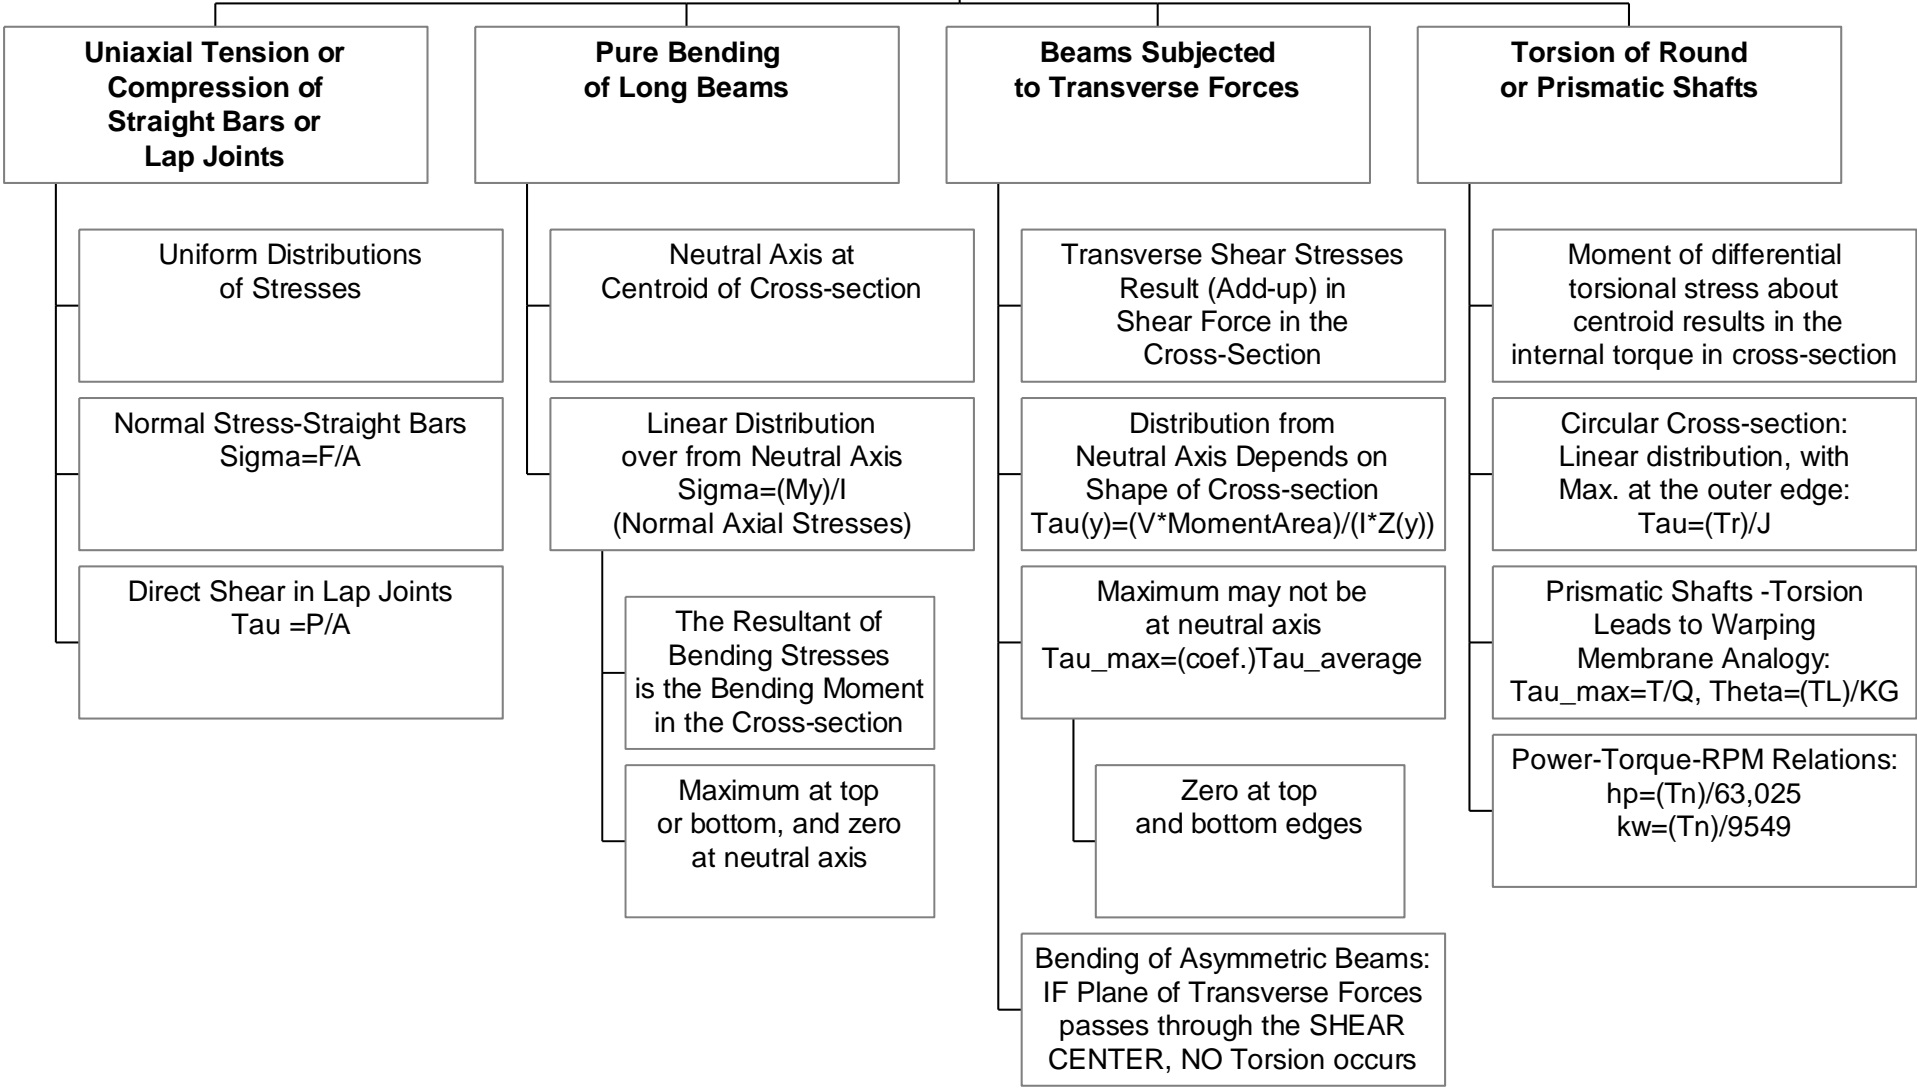 Uniaxial Tension or
Compression of
Straight Bars or
Lap Joints
Uniform Distributions
of Stresses
Normal Stress-Straight Bars
Sigma=F/A
Direct Shear in Lap Joints
Tau =P/A
Pure Bending
of Long Beams
Neutral Axis at
Centroid of Cross-section
Linear Distribution
over from Neutral Axis
Sigma=(My)/I
(Normal Axial Stresses)
The Resultant of
Bending Stresses
is the Bending Moment
in the Cross-section
Maximum at top
or bottom, and zero
at neutral axis
Beams Subjected
to Transverse Forces
Transverse Shear Stresses
Result (Add-up) in
Shear Force in the
Cross-Section
Distribution from
Neutral Axis Depends on
Shape of Cross-section
Tau(y)=(V*MomentArea)/(I*Z(y))
Maximum may not be
at neutral axis
Tau_max=(coef.)Tau_average
Zero at top
and bottom edges
Bending of Asymmetric Beams:
IF Plane of Transverse Forces
passes through the SHEAR
CENTER, NO Torsion occurs
Torsion of Round
or Prismatic Shafts
Moment of differential
torsional stress about
centroid results in the
internal torque in cross-section
Circular Cross-section:
Linear distribution, with
Max. at the outer edge:
Tau=(Tr)/J
Prismatic Shafts -Torsion
Leads to Warping
Membrane Analogy:
Tau_max=T/Q, Theta=(TL)/KG
Power-Torque-RPM Relations:
hp=(Tn)/63,025
kw=(Tn)/9549